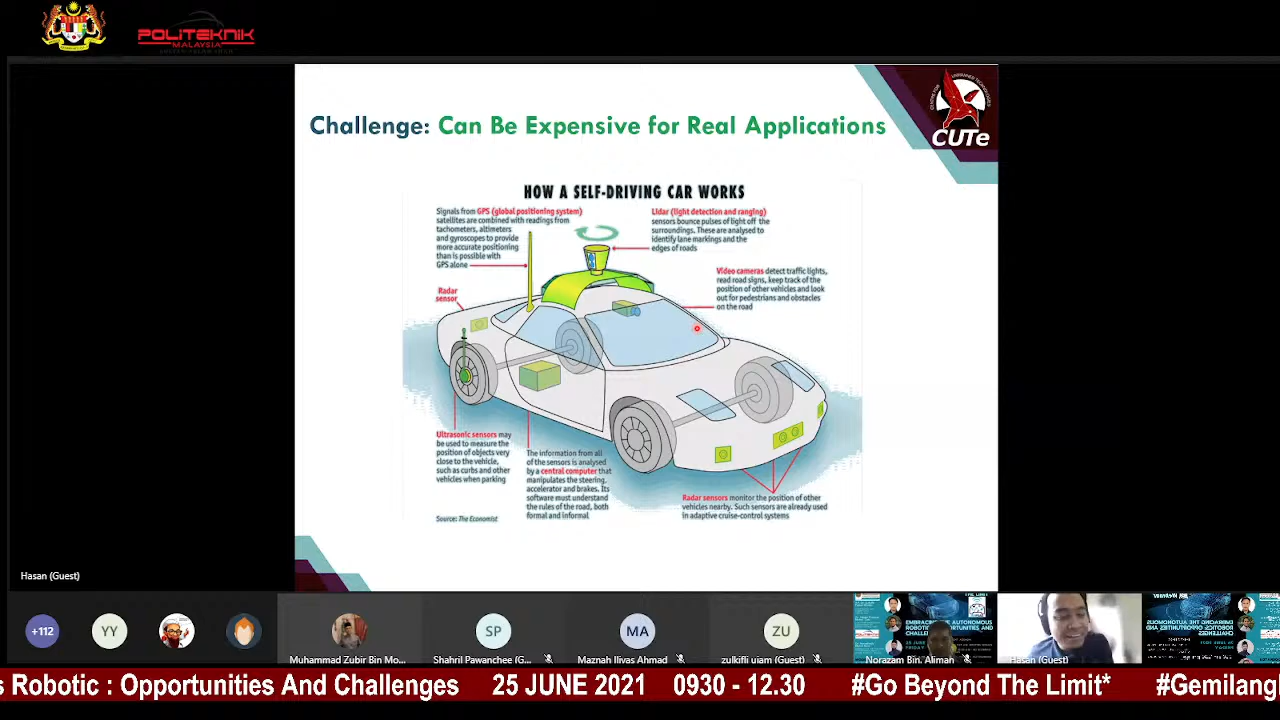 POLITEKNIK
MALAYSIA
CUTe
Challenge: Can Be Expensive for Real Applications
HOW A SELF-DRIVING CAR WORKS
Signals from GPS (global positioning system)
satellites are combined with readings from
tachometers, altimeters
and gyroscopes to provide
more accurate positioning
than is possible with
GPS alone
Lidar (light detection and ranging)
sensors bounce pulses of light off the
surroundings. These are analysed to
identify lane markings and the
edges of roads
Video cameras detect traffic lights,
read road signs, keep track of the
position of other vehicles and look
out for pedestrians and obstacles
on the road
Radar
sensor
Ultrasonic sensors may
be used to measure the
position of objects very
close to the vehicle,
such as curbs and other
vehicles when parking
The information from all
of the sensors is analysed
by a central computer that
manipulates the steering,
accelerator and brakes. Its
software must understand
the rules of the road, both
formal and informal
Radar sensors monitor the position of other
vehicles nearby. Such sensors are already used
in adaptive cruise-control systems
Source: The Economist
Hasan (Guest)
+112
YY
SP
MA
ZU
Muhammad Zubir Bin Mo...
Shahril Pawanchee (G...
Maznah Iliyas Ahmad
zulkifli ujam (Guest)
Norazam Bin. Alimah
Hasan (Guest)
s Robotic : Opportunities And Challenges 25 JUNE 2021 0930 - 12.30 #Go Beyond The Limit* #Gemilang